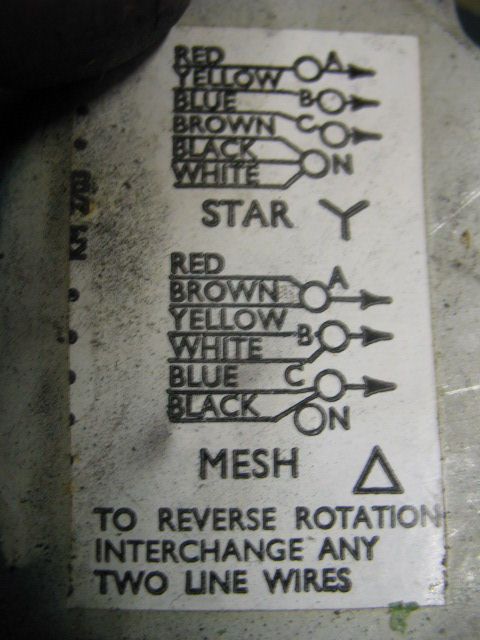 RED A
YELLOW
BLUE B
BROWN C
BLACK
WHITE N
STAR
RED
BROWN A
YELLOW
WHITE B
BLUE C
BLACK N
MESH
TO REVERSE ROTATION
INTERCHANGE ANY
TWO LINE WIRES